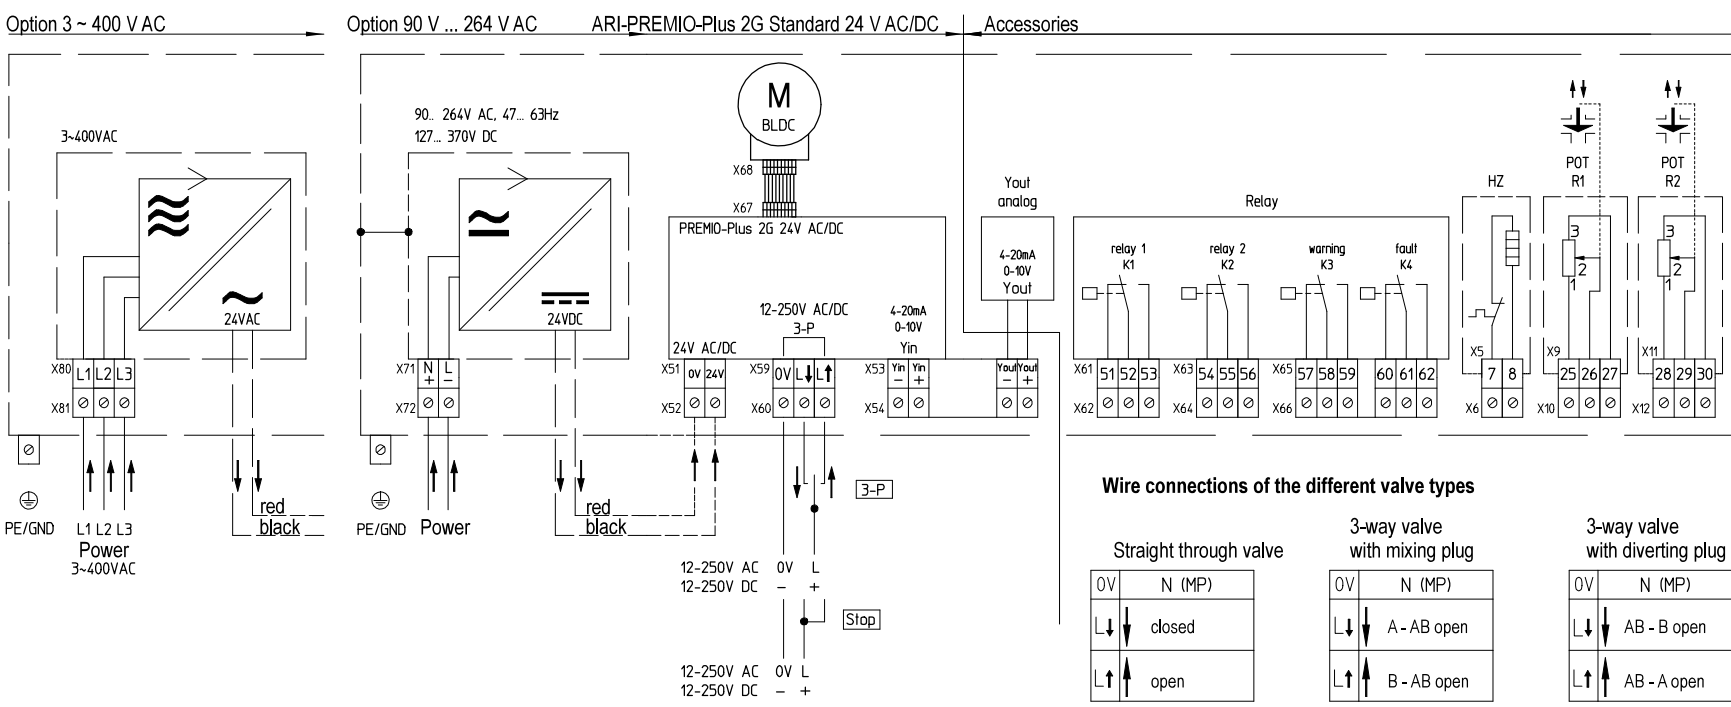 Option 3 ~ 400 V AC
Option 90 V ... 264 V AC
ARI-PREMIO-Plus 2G Standard 24 V AC/DC
Accessories
3~400VAC
24VAC
X80 L1 L2 L3
X81
PE/GND
L1 L2 L3
Power
3~400VAC
red
black
90... 264V AC, 47... 63Hz
127... 370V DC
24VDC
X71 N + L -
X72
PE/GND
Power
red
black
M
BLDC
X68
X67
PREMIO-Plus 2G 24V AC/DC
24V AC/DC
X51 0V 24V
X52
12-250V AC/DC
3-P
X59 0V L L
X60
4-20mA
0-10V
Yin
X53 Yin - Yin +
X54
3-P
12-250V AC 0V L
12-250V DC - +
Stop
12-250V AC 0V L
12-250V DC - +
Yout
analog
4-20mA
0-10V
Yout
Yout - Yout +
Relay
relay 1
K1
relay 2
K2
warning
K3
fault
K4
X61 51 52 53
X62
X63 54 55 56
X64
X65 57 58 59
X66
60 61 62
HZ
X5 7 8
X6
POT
R1
3
2
1
X9 25 26 27
X10
POT
R2
3
2
1
X11 28 29 30
X12
Wire connections of the different valve types
Straight through valve
0V N (MP)
L closed
L open
3-way valve
with mixing plug
0V N (MP)
L A - AB open
L B - AB open
3-way valve
with diverting plug
0V N (MP)
L AB - B open
L AB - A open